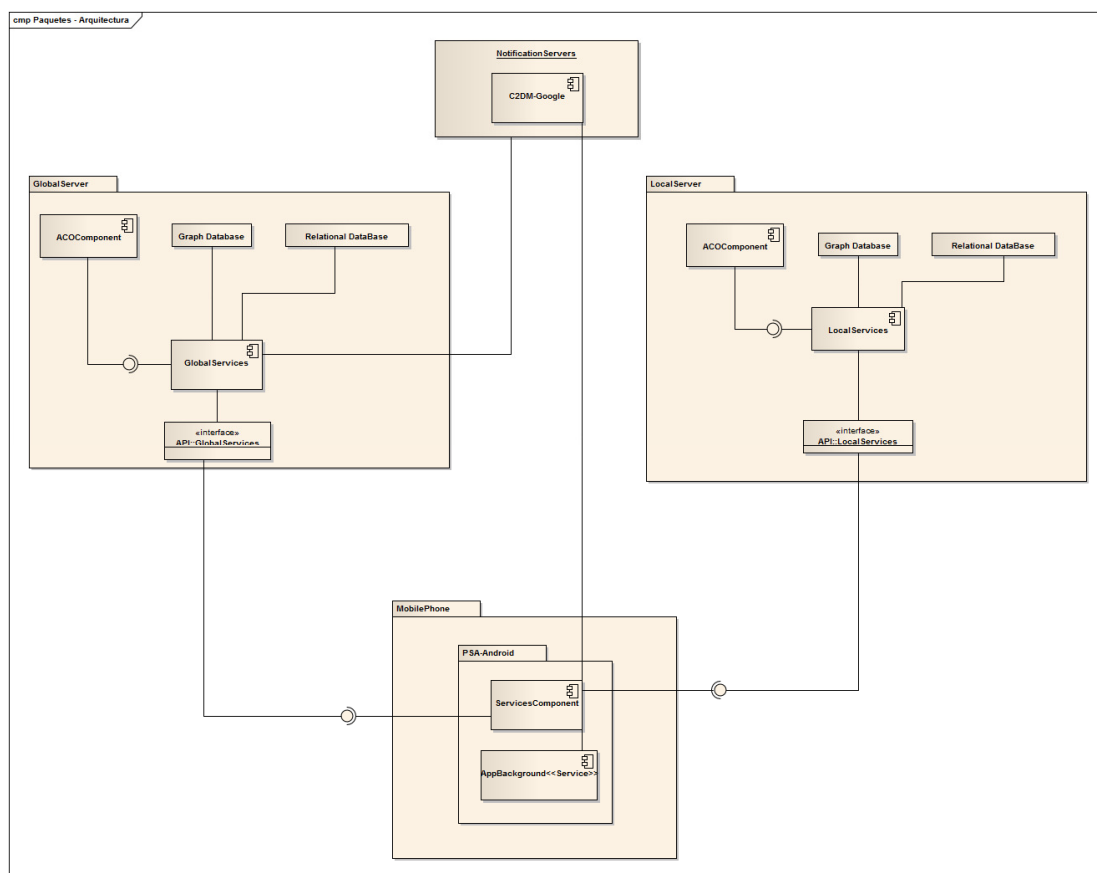 cmp Paquetes - Arquitectura
NotificationServers
C2DM-Google
GlobalServer
ACOComponent
Graph Database
Relational DataBase
GlobalServices
«interface»
API::GlobalServices
LocalServer
ACOComponent
Graph Database
Relational DataBase
LocalServices
«interface»
API::LocalServices
MobilePhone
PSA-Android
ServicesComponent
AppBackground<<Service>>